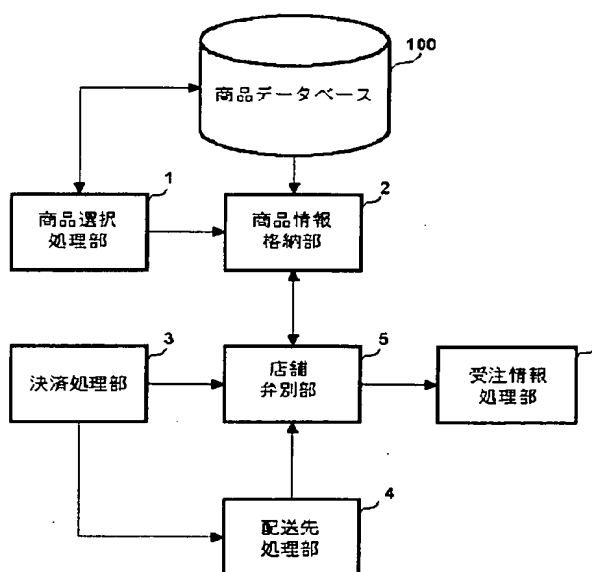 100
商品データベース
1
商品選択
処理部
2
商品情報
格納部
3
決済処理部
5
店舗
弁別部
受注情報
処理部
4
配送先
処理部